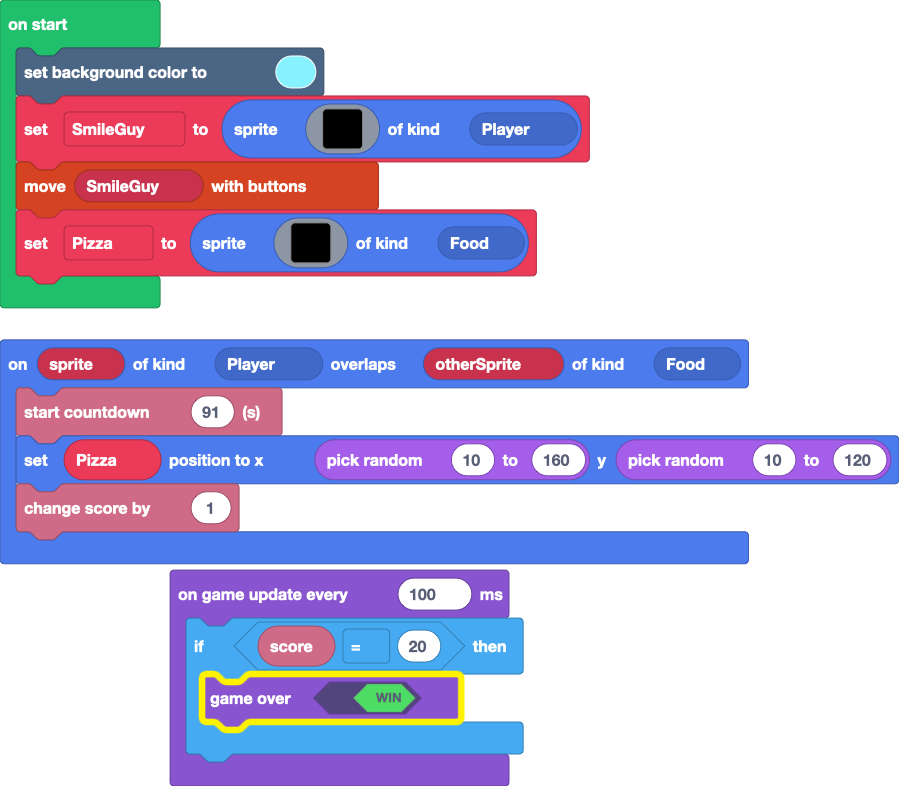 on start
set background color to
set SmileGuy to sprite of kind Player
move SmileGuy with buttons
set Pizza to sprite of kind Food
on sprite of kind Player overlaps otherSprite of kind Food
start countdown 91 (s)
set Pizza position to x pick random 10 to 160 y pick random 10 to 120
change score by 1
on game update every 100 ms
if score = 20 then
game over WIN